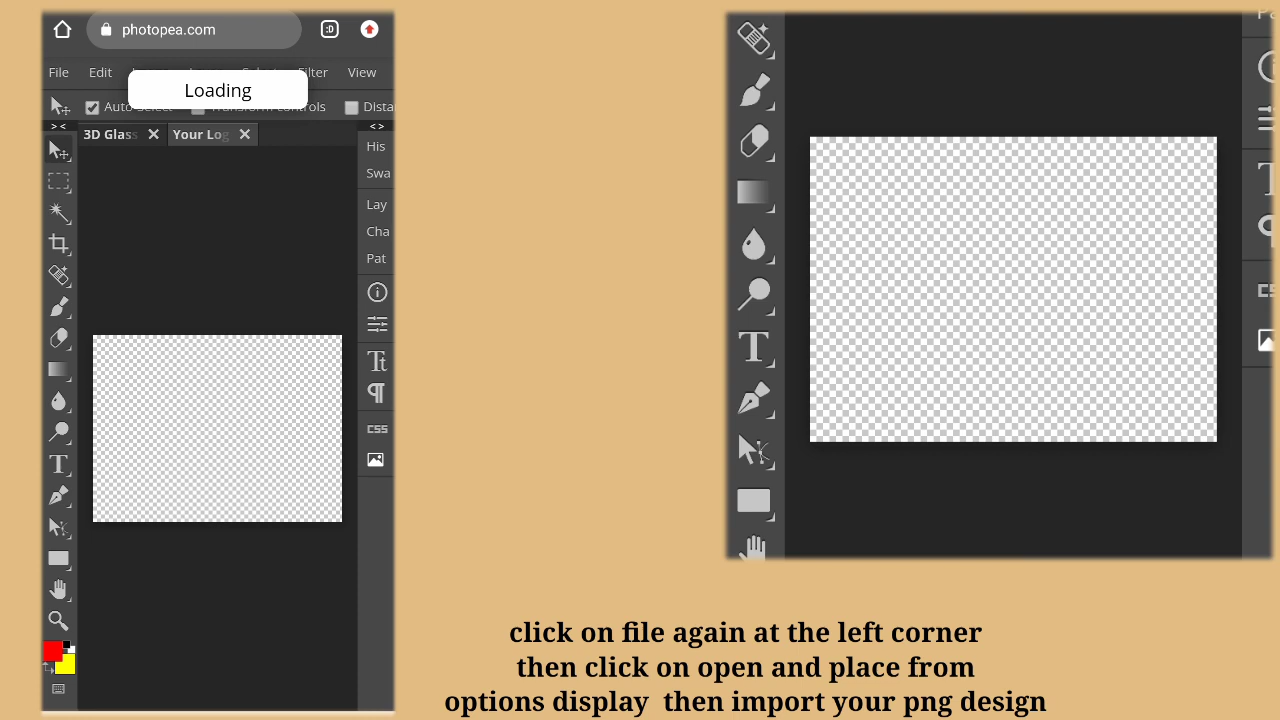 photopea.com
:D
File Edit Filter View
Loading
Auto-Select Transform controls Dista
> < < >
3D Glass Your Log
His
Swa
Lay
Cha
Pat
CSS
click on file again at the left corner
then click on open and place from
options display then import your png design